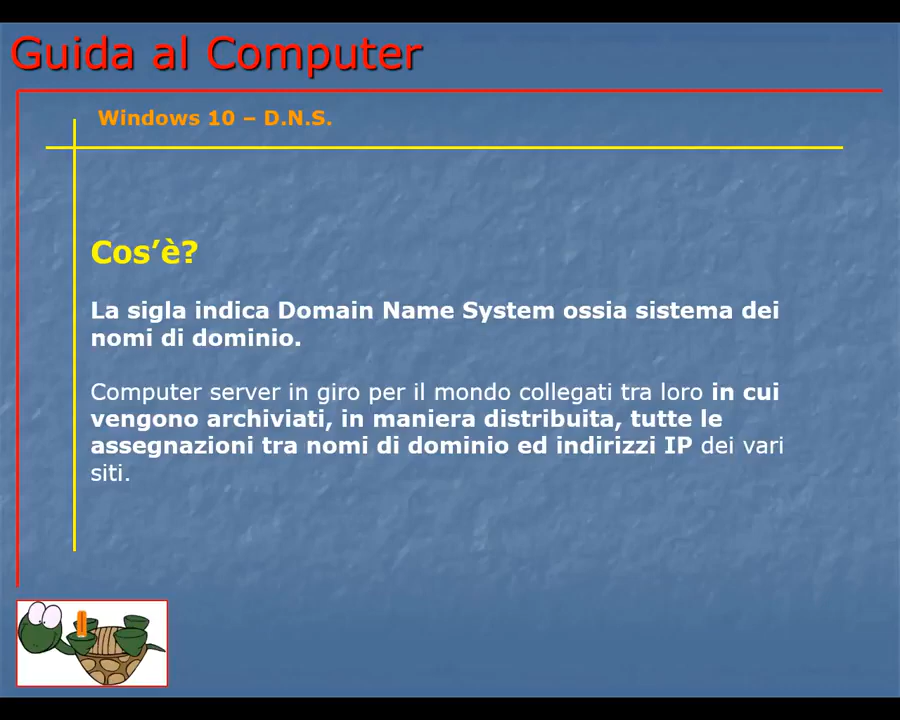 Guida al Computer
Windows 10 – D.N.S.
Cos’è?
La sigla indica Domain Name System ossia sistema dei
nomi di dominio.
Computer server in giro per il mondo collegati tra loro in cui
vengono archiviati, in maniera distribuita, tutte le
assegnazioni tra nomi di dominio ed indirizzi IP dei vari
siti.